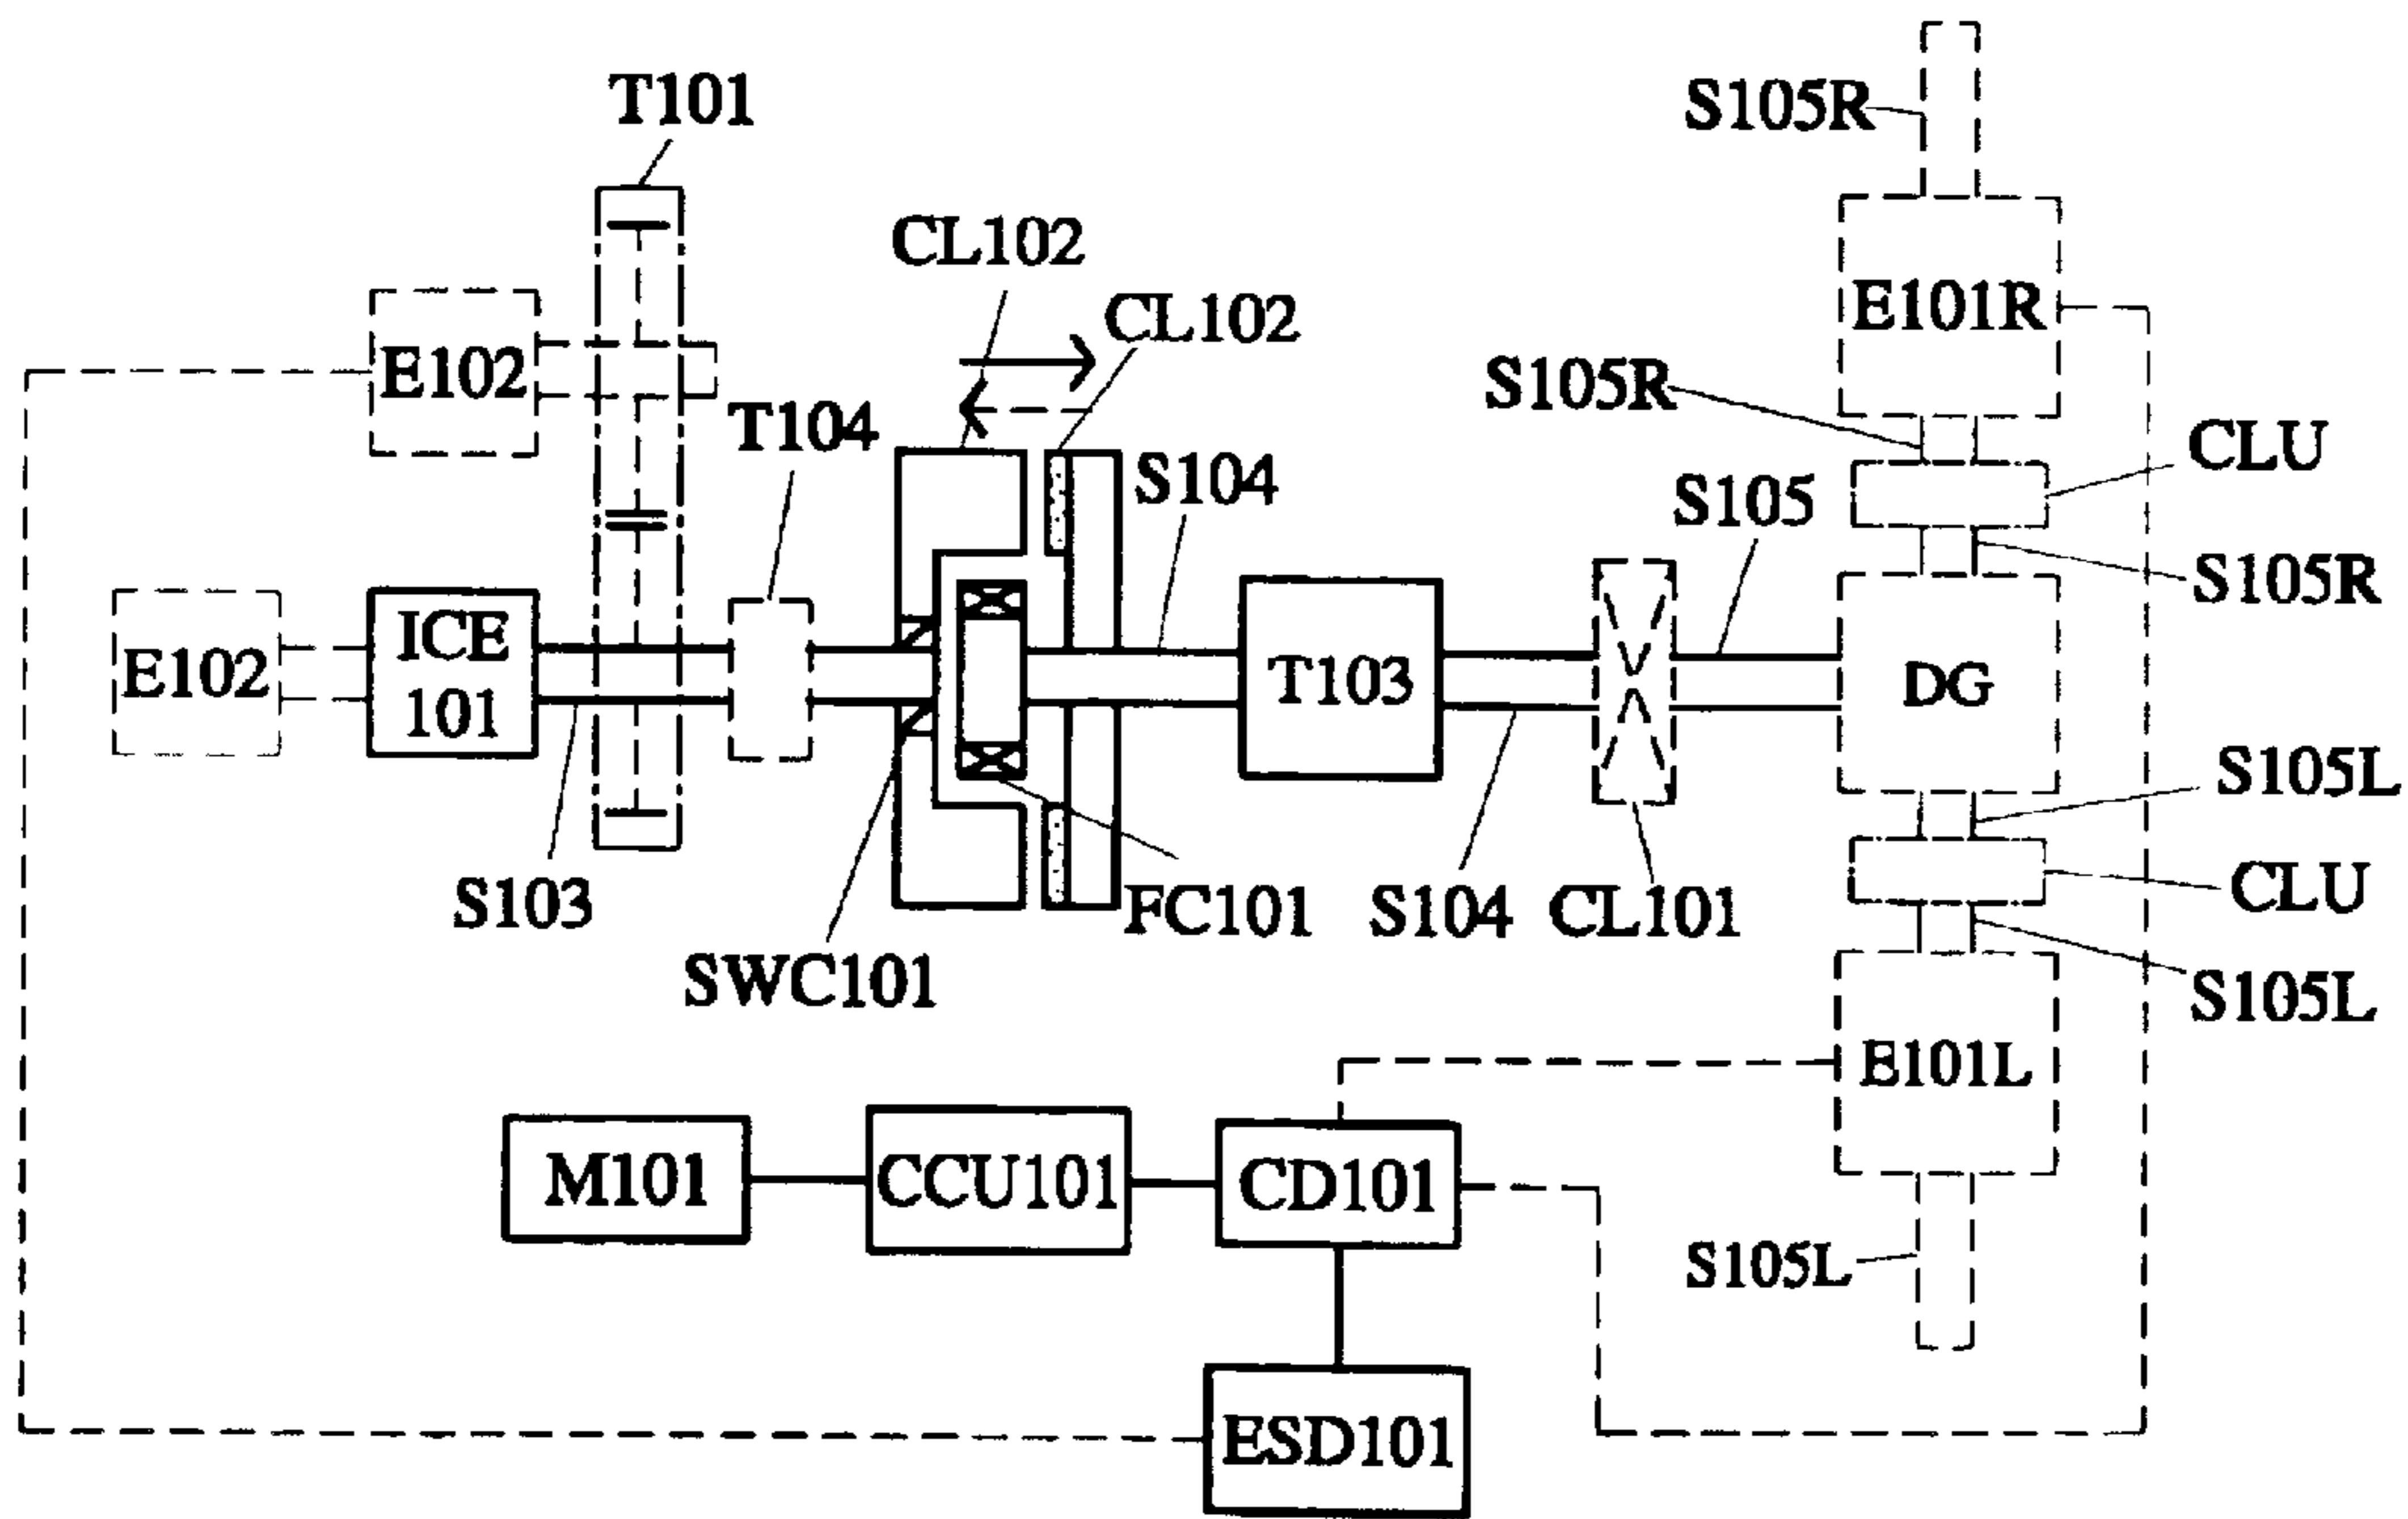 T101
S105R
CL102
CL102
E101R
E102
S105R
T104
CLU
S104
S105
S105R
ICE
101
E102
T103
DG
S105L
S103
FC101
S104
CL101
CLU
SWC101
S105L
E101L
M101
CCU101
CD101
S105L
ESD101